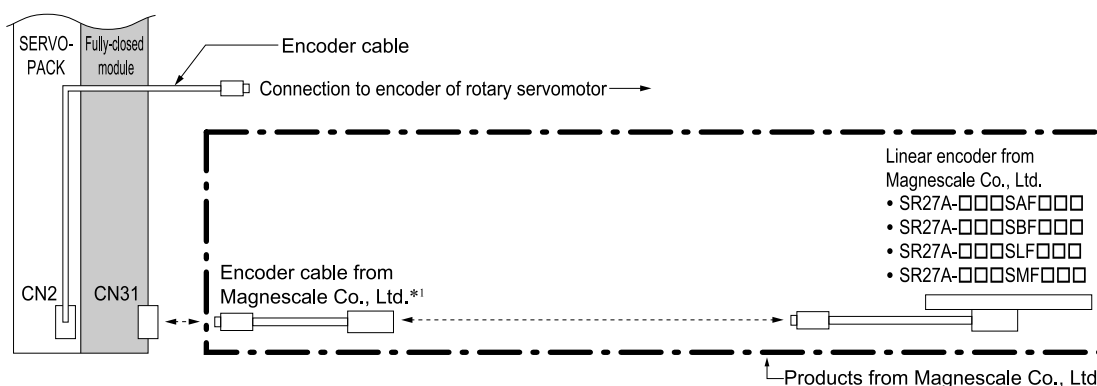 SERVO-
PACK
Fully-closed
module
Encoder cable
Connection to encoder of rotary servomotor
Linear encoder from
Magnescale Co., Ltd.
• SR27A-□□□SAF□□□
• SR27A-□□□SBF□□□
• SR27A-□□□SLF□□□
• SR27A-□□□SMF□□□
Encoder cable from
Magnescale Co., Ltd.*1
CN2
CN31
Products from Magnescale Co., Ltd